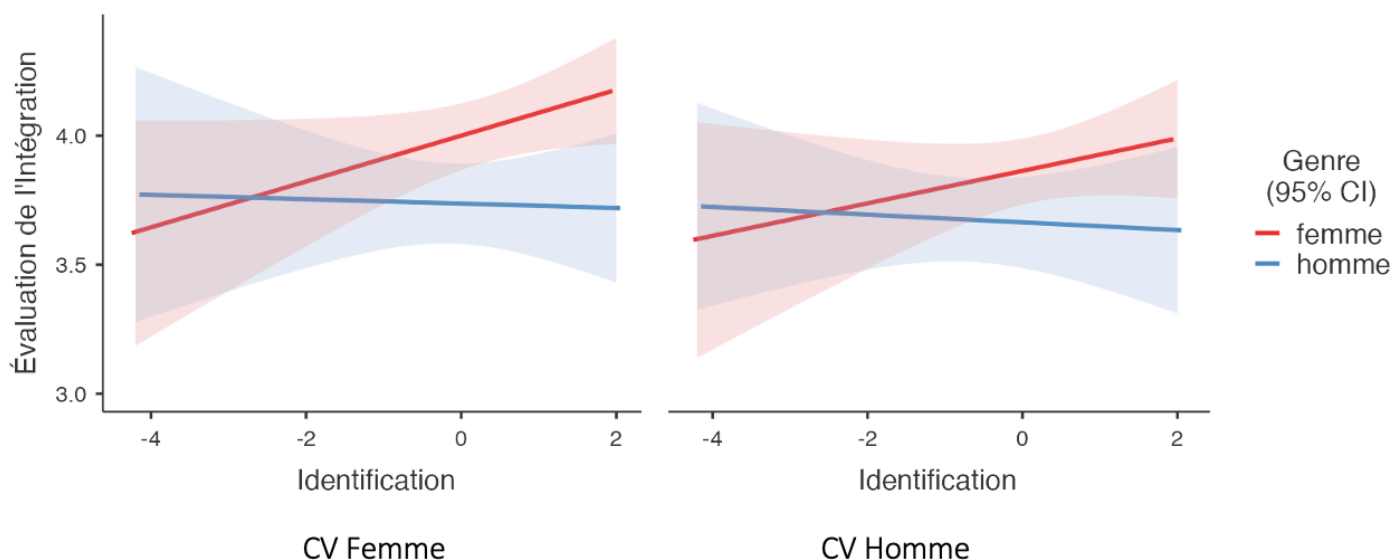 Évaluation de l'Intégration
4.0
3.5
3.0
-4
-2
0
2
-4
-2
0
2
Identification
Identification
Genre
(95% CI)
femme
homme
CV Femme
CV Homme